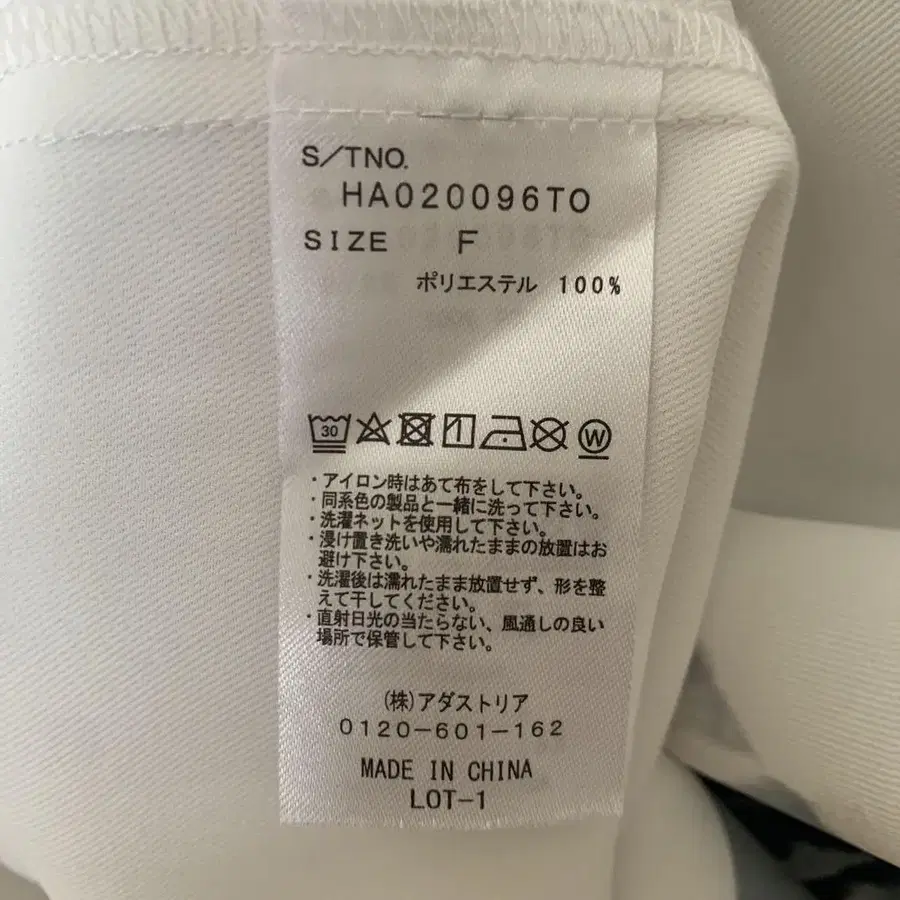 S/TNO.
HA020096TO
SIZE F
ポリエステル 100%
30 W
・アイロン時はあて布をして下さい。
・同系色の製品と一緒に洗って下さい。
・洗濯ネットを使用して下さい。
・浸け置き洗いや濡れたままの放置はお
避け下さい。
・洗濯後は濡れたまま放置せず、形を整
えて干してください。
・直射日光の当たらない、風通しの良い
場所で保管して下さい。
(株)アダストリア
0120-601-162
MADE IN CHINA
LOT-1